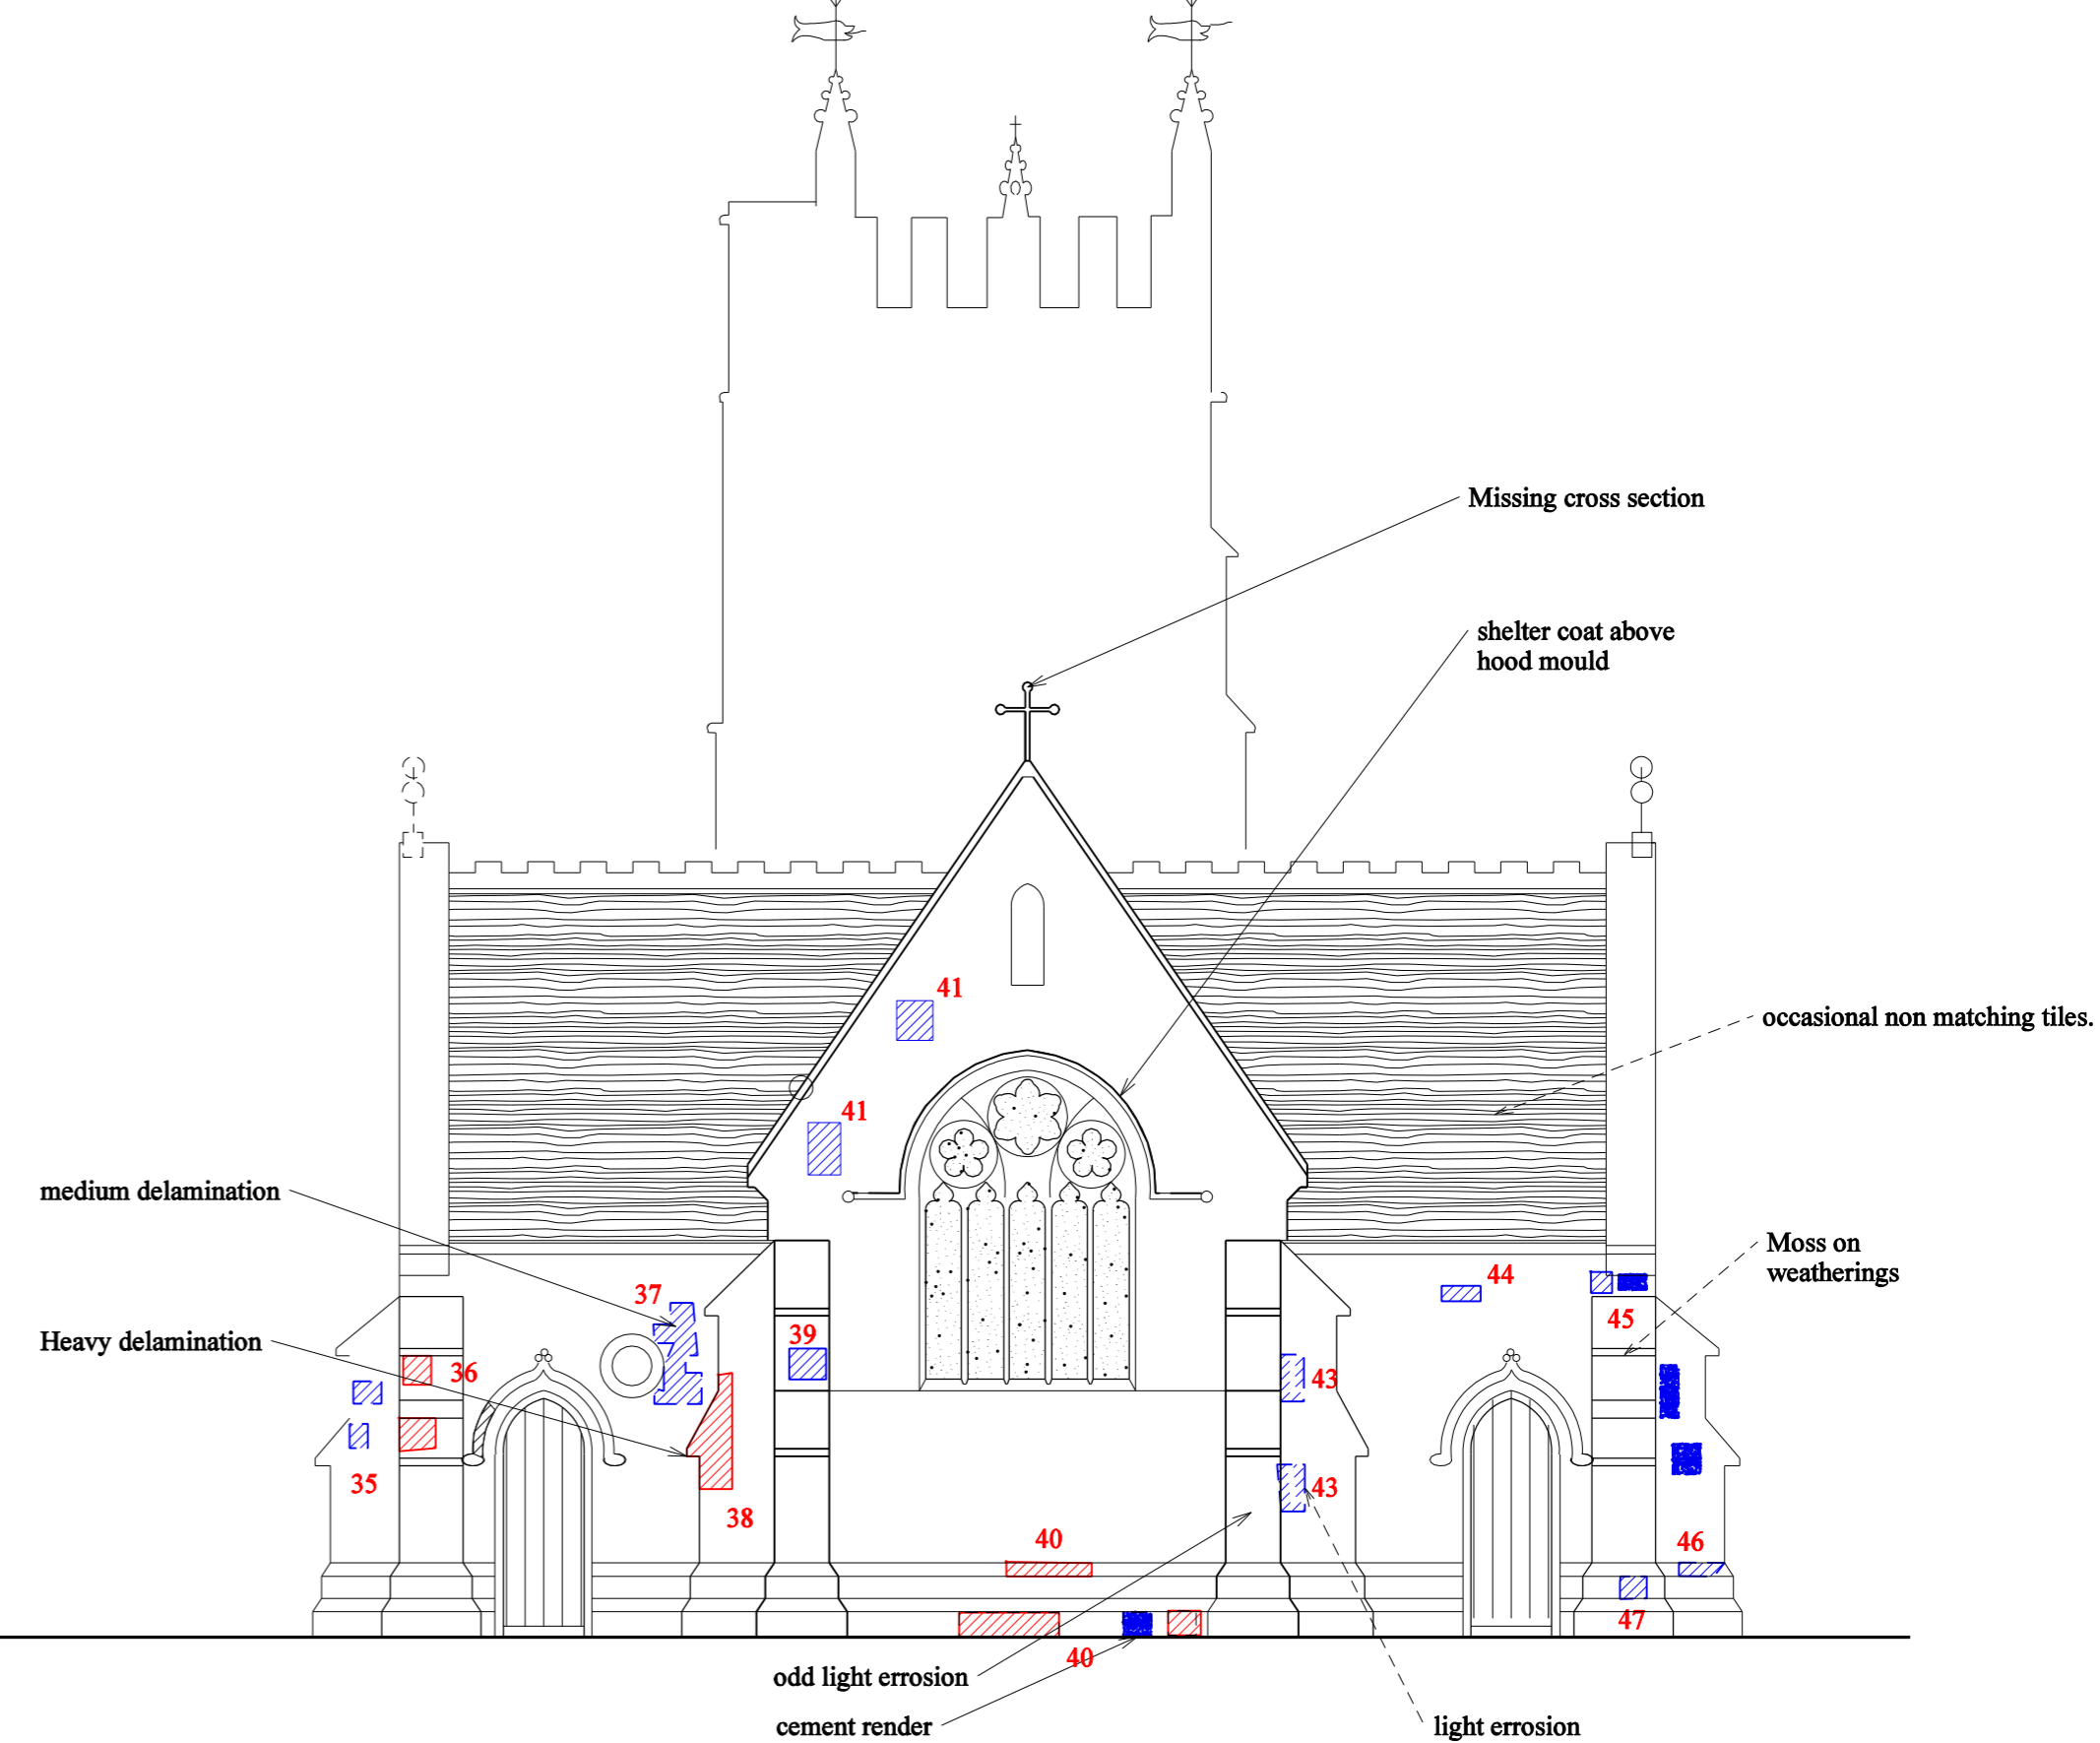 Missing cross section
shelter coat above
hood mould
41
occasional non matching tiles.
41
medium delamination
Moss on
weatherings
37
44
45
Heavy delamination
39
36
43
35
43
38
40
46
47
40
odd light errosion
cement render
light errosion